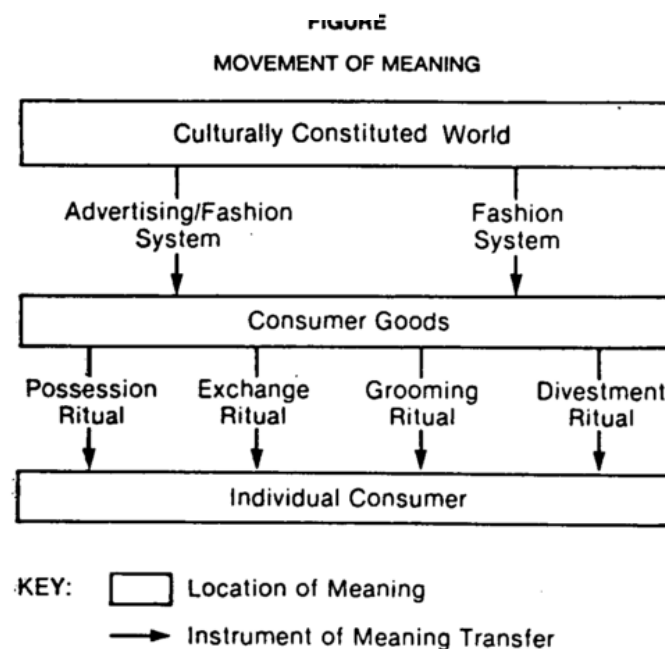 FIGURE
MOVEMENT OF MEANING
Culturally Constituted World
Advertising/Fashion System
Fashion System
Consumer Goods
Possession Ritual
Exchange Ritual
Grooming Ritual
Divestment Ritual
Individual Consumer
KEY:
Location of Meaning
Instrument of Meaning Transfer